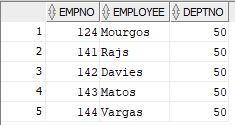 EMPNO EMPLOYEE DEPTNO
1 124 Mourgos 50
2 141 Rajs 50
3 142 Davies 50
4 143 Matos 50
5 144 Vargas 50